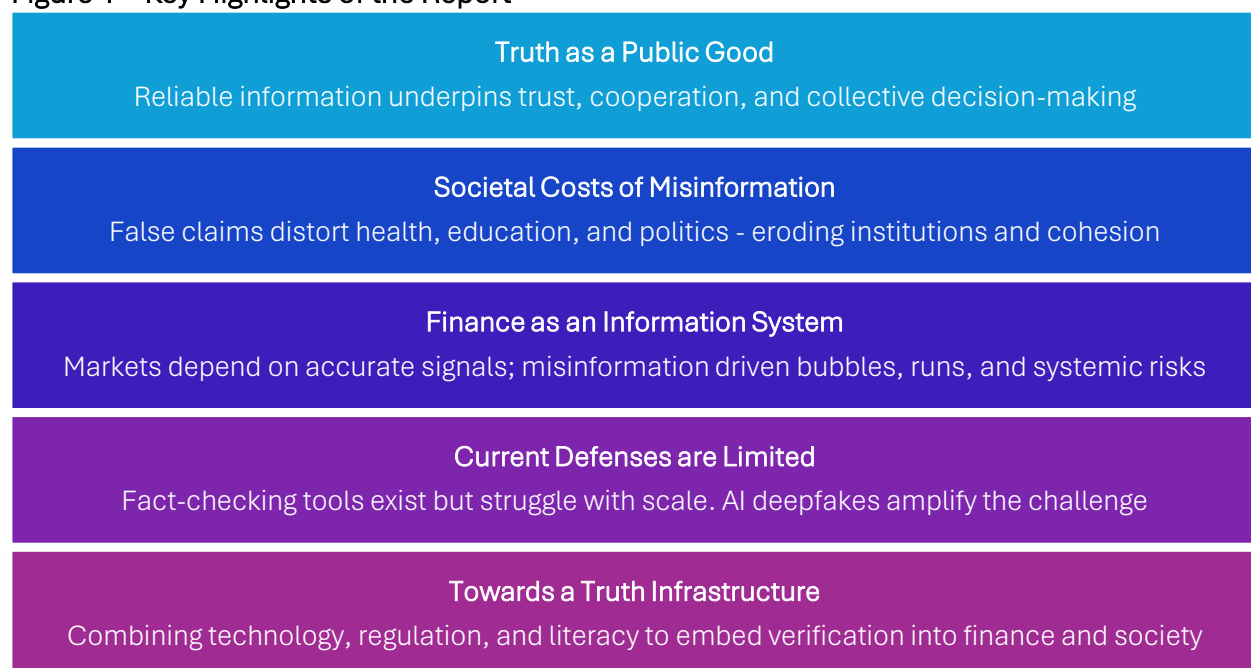 Truth as a Public Good
Reliable information underpins trust, cooperation, and collective decision-making
Societal Costs of Misinformation
False claims distort health, education, and politics - eroding institutions and cohesion
Finance as an Information System
Markets depend on accurate signals; misinformation driven bubbles, runs, and systemic risks
Current Defenses are Limited
Fact-checking tools exist but struggle with scale. AI deepfakes amplify the challenge
Towards a Truth Infrastructure
Combining technology, regulation, and literacy to embed verification into finance and society